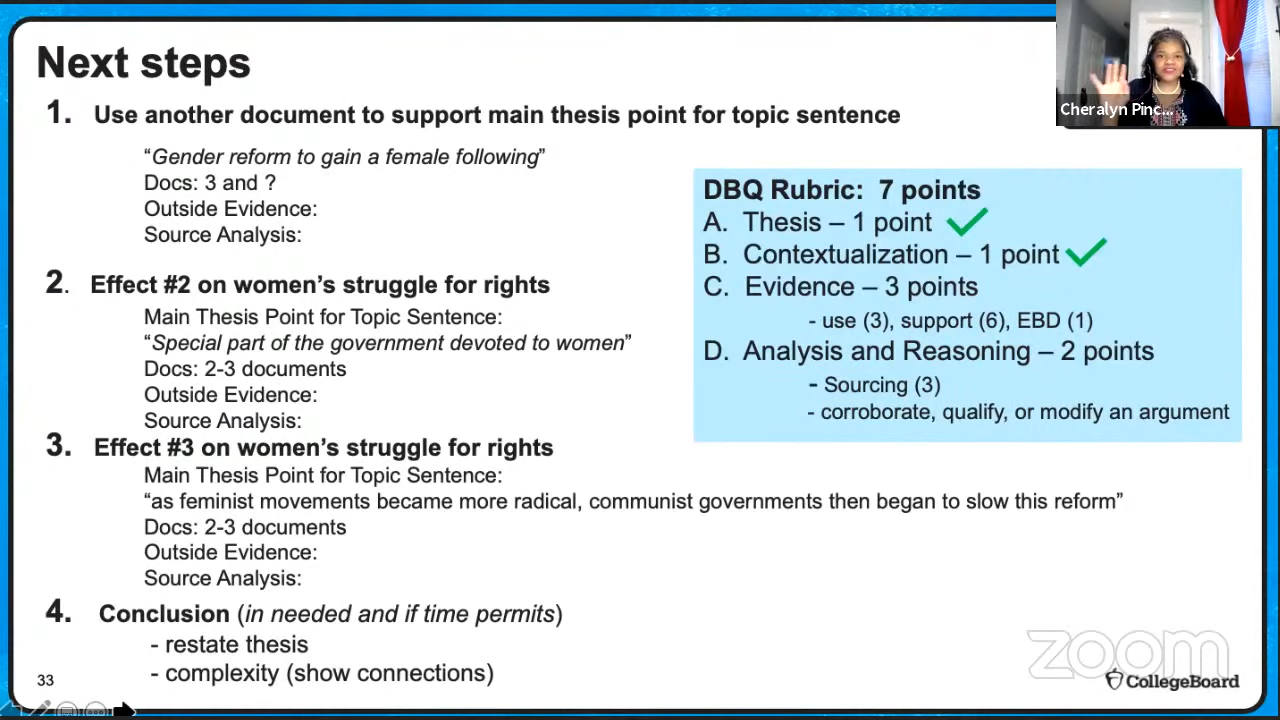 Next steps
Cheralyn Pinc...
1. Use another document to support main thesis point for topic sentence
“Gender reform to gain a female following”
Docs: 3 and ?
Outside Evidence:
Source Analysis:
2. Effect #2 on women’s struggle for rights
Main Thesis Point for Topic Sentence:
“Special part of the government devoted to women”
Docs: 2-3 documents
Outside Evidence:
Source Analysis:
3. Effect #3 on women’s struggle for rights
Main Thesis Point for Topic Sentence:
“as feminist movements became more radical, communist governments then began to slow this reform”
Docs: 2-3 documents
Outside Evidence:
Source Analysis:
4. Conclusion (in needed and if time permits)
- restate thesis
- complexity (show connections)
DBQ Rubric: 7 points
A. Thesis – 1 point
B. Contextualization – 1 point
C. Evidence – 3 points
- use (3), support (6), EBD (1)
D. Analysis and Reasoning – 2 points
- Sourcing (3)
- corroborate, qualify, or modify an argument
33
zoom
CollegeBoard